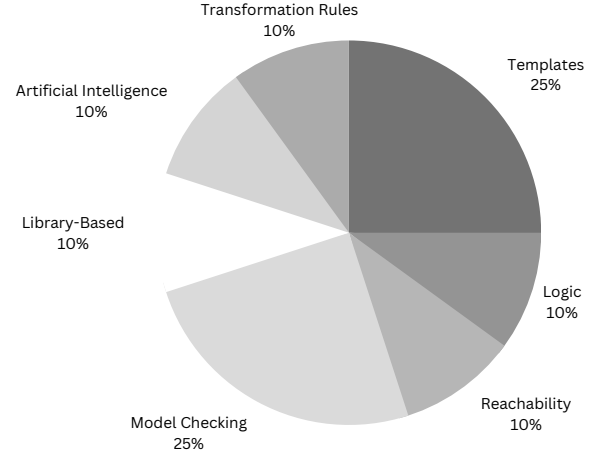 Transformation Rules
10%
Templates
25%
Artificial Intelligence
10%
Library-Based
10%
Logic
10%
Reachability
10%
Model Checking
25%